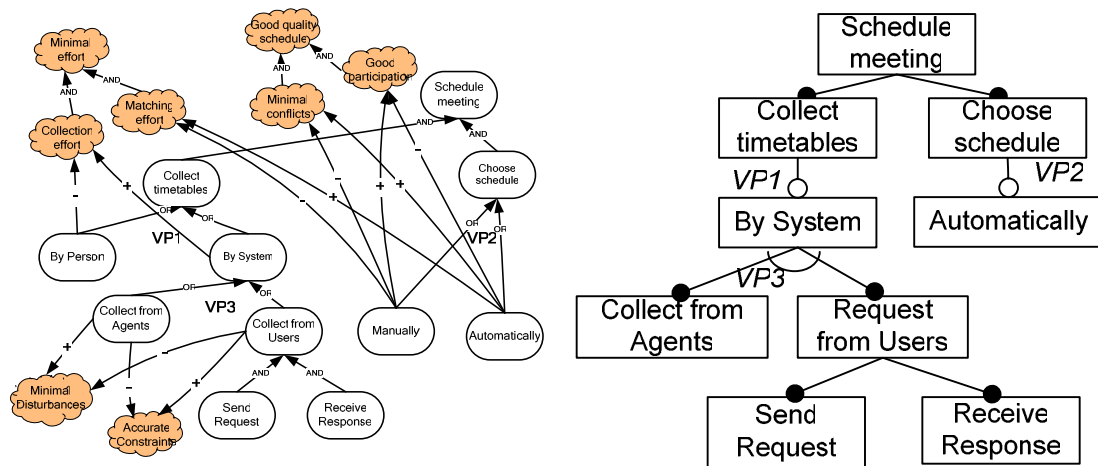 Good quality
schedule
Minimal
effort
Good
participation
AND
AND
AND
AND
Schedule
meeting
Matching
effort
Minimal
conflicts
Collection
effort
AND
AND
Choose
schedule
Collect
timetables
-
+
-
-
+
-
+
+
+
-
OR
OR
OR
OR
VP1
VP2
By Person
By System
OR
OR
VP3
Collect from
Agents
Collect from
Users
Manually
Automatically
+
-
-
+
AND
AND
Minimal
Disturbances
Send
Request
Receive
Response
Accurate
Constraints
Schedule
meeting
Collect
timetables
Choose
schedule
VP1
VP2
By System
Automatically
VP3
Collect from
Agents
Request
from Users
Send
Request
Receive
Response